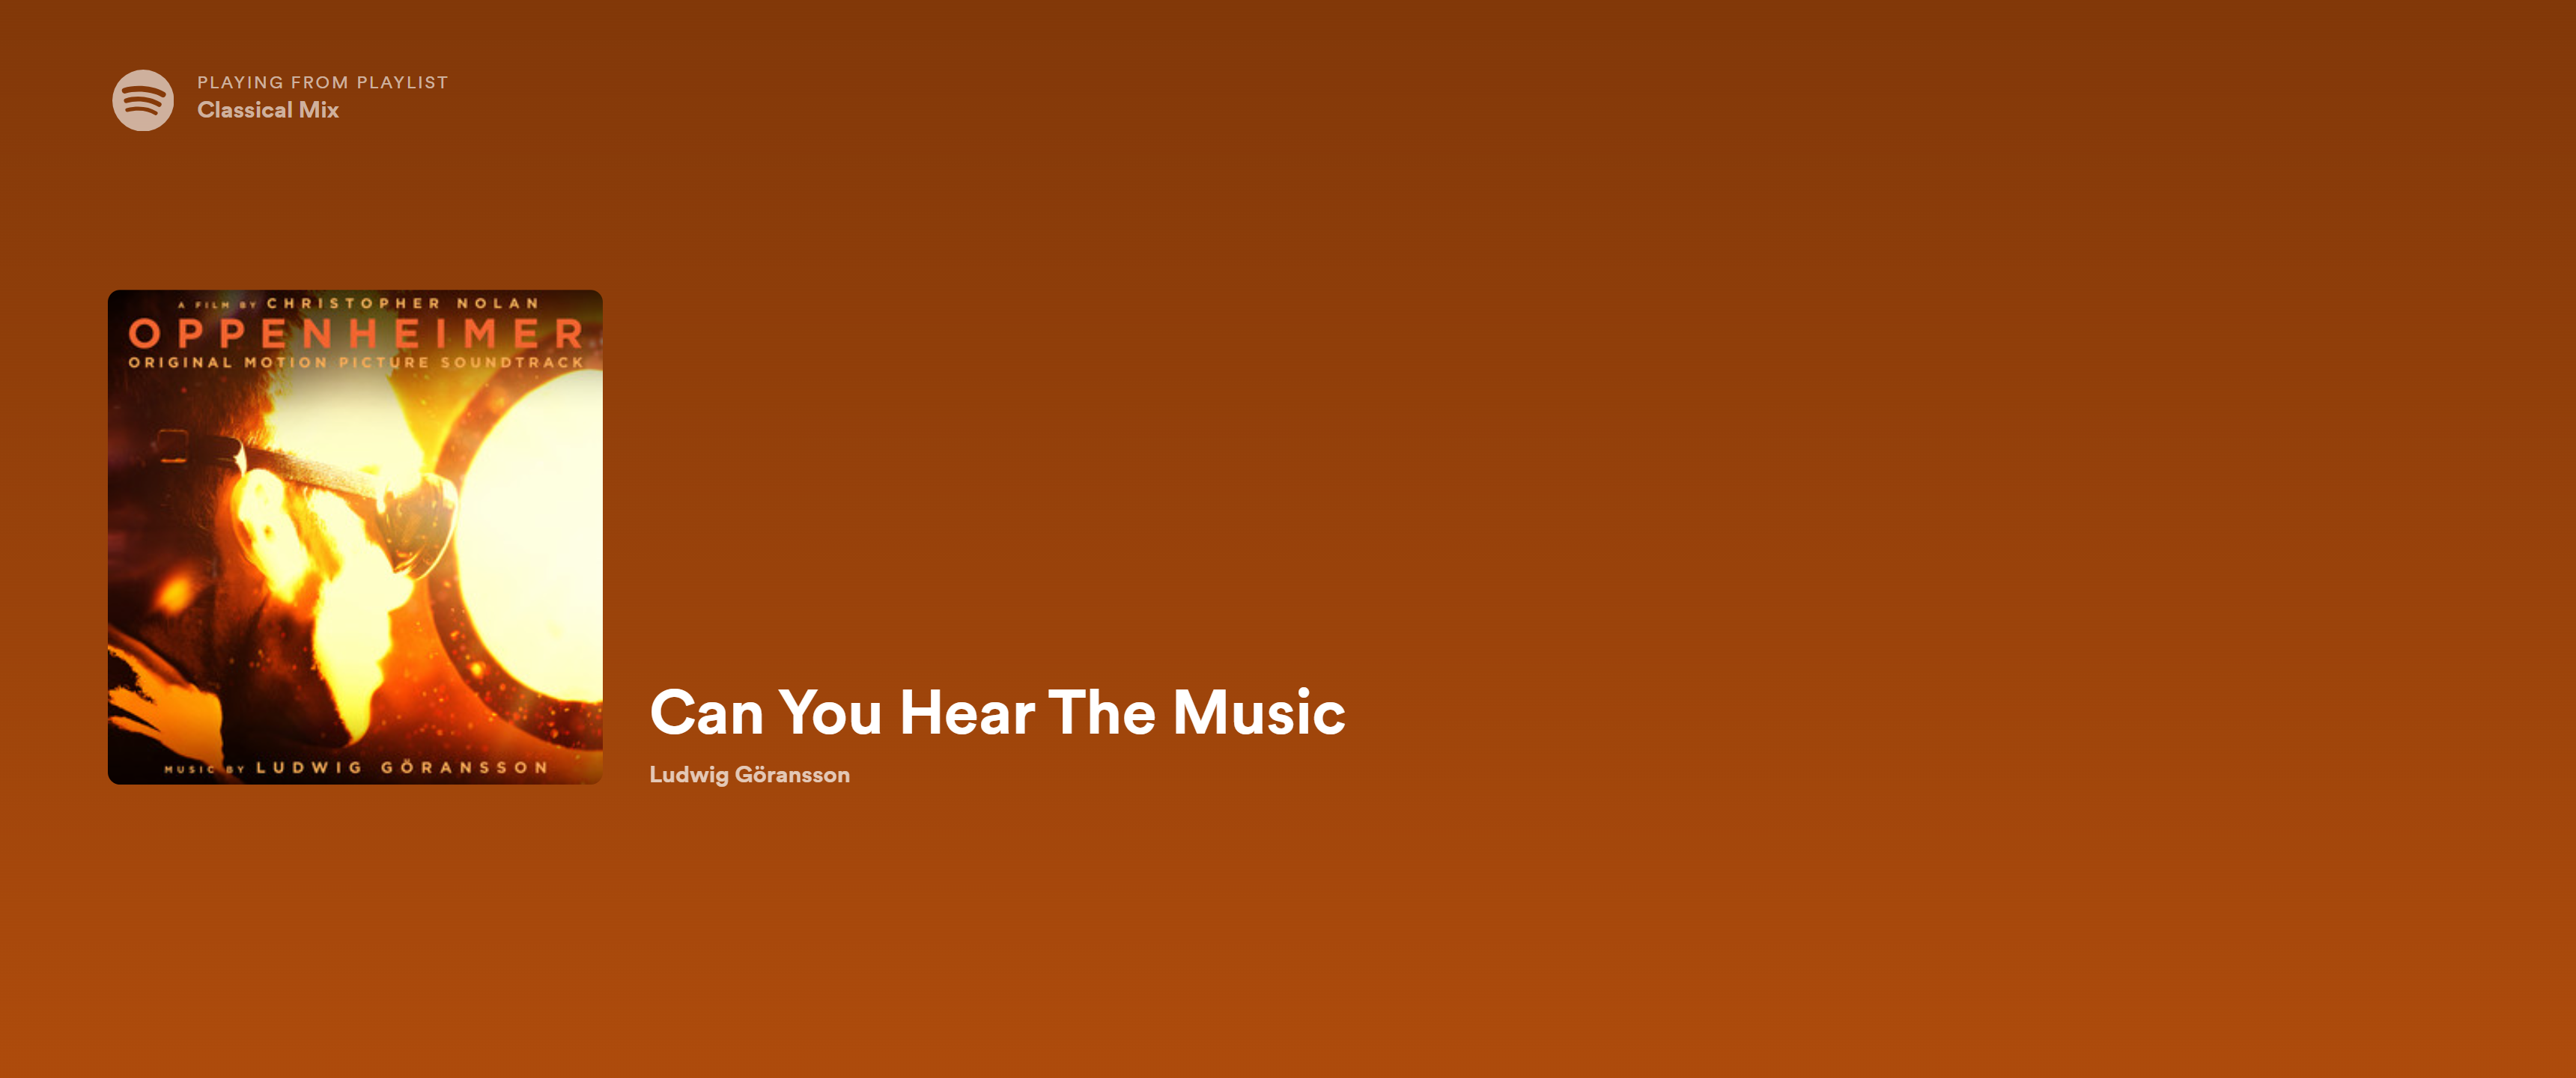 PLAYING FROM PLAYLIST
Classical Mix
A FILM BY CHRISTOPHER NOLAN
OPPENHEIMER
ORIGINAL MOTION PICTURE SOUNDTRACK
MUSIC BY LUDWIG GÖRANSSON
Can You Hear The Music
Ludwig Göransson